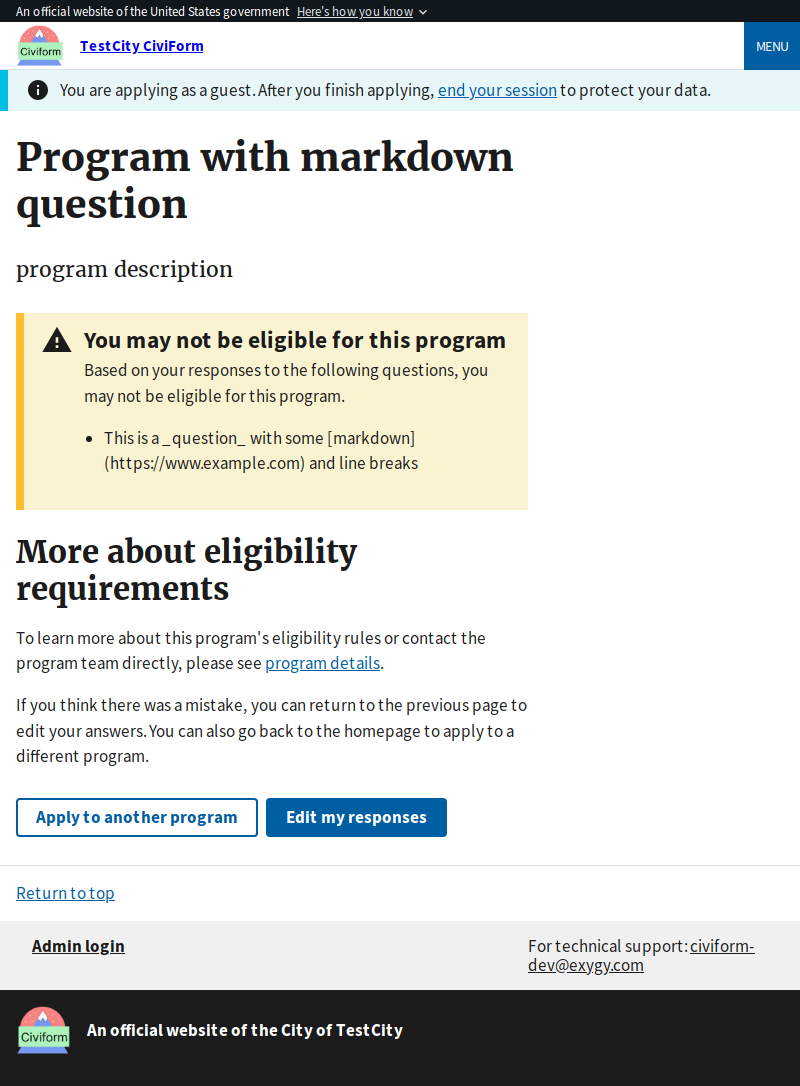 An official website of the United States government Here's how you know
Civiform
TestCity CiviForm
MENU
You are applying as a guest. After you finish applying, end your session to protect your data.
Program with markdown
question
program description
You may not be eligible for this program
Based on your responses to the following questions, you
may not be eligible for this program.
This is a _question_ with some [markdown]
(https://www.example.com) and line breaks
More about eligibility
requirements
To learn more about this program's eligibility rules or contact the
program team directly, please see program details.
If you think there was a mistake, you can return to the previous page to
edit your answers. You can also go back to the homepage to apply to a
different program.
Apply to another program
Edit my responses
Return to top
Admin login
For technical support: civiform-
dev@exygy.com
Civiform
An official website of the City of TestCity